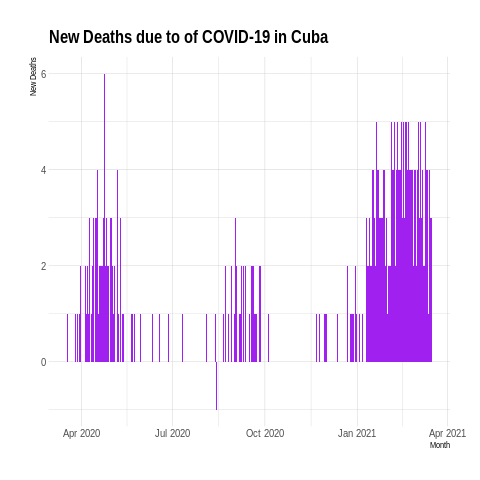 New Deaths due to of COVID-19 in Cuba
New Deaths
6
4
2
0
Apr 2020 Jul 2020 Oct 2020 Jan 2021 Apr 2021
Month